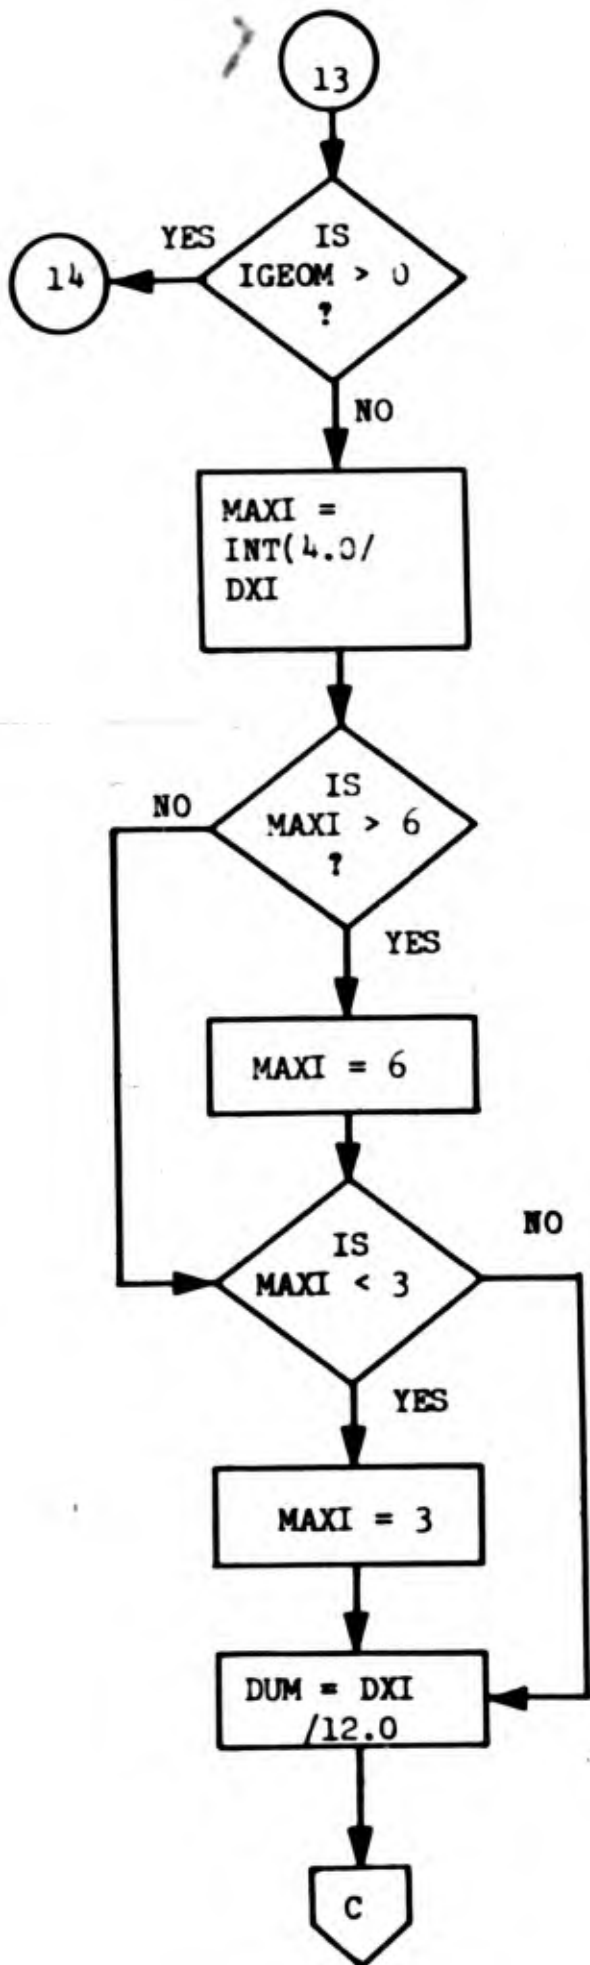 13
IS
YES
IGEOM > 0
14
?
NO
MAXI =
INT(4.0/
DXI
IS
NO
MAXI > 6
?
YES
MAXI = 6
NO
IS
MAXI < 3
YES
MAXI = 3
DUM = DXI
/12.0
C